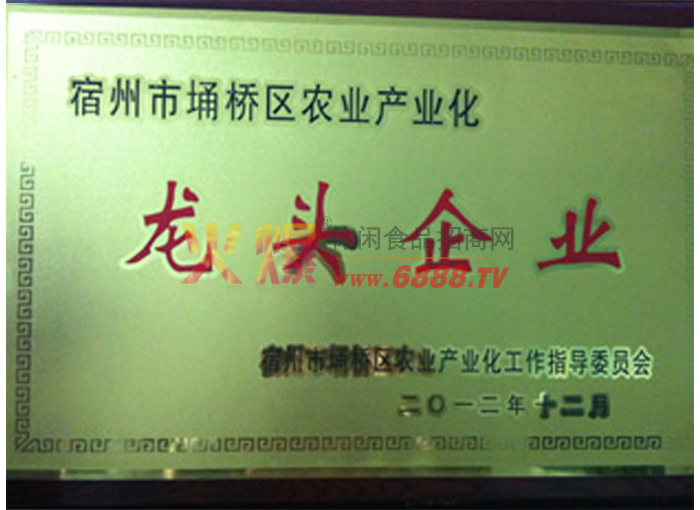 宿州市埇桥区农业产业化
龙头企业
火爆®休闲食品招商网
www.6888.TV
宿州市埇桥区农业产业化工作指导委员会
二〇一二年十二月